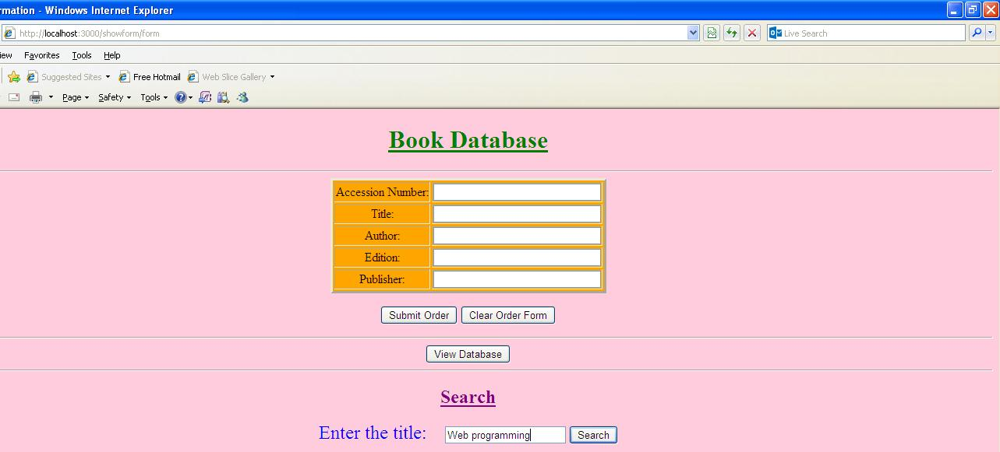 rmation - Windows Internet Explorer
http://localhost:3000/showform/form
Live Search
ew Favorites Tools Help
Suggested Sites Free Hotmail Web Slice Gallery
Page Safety Tools
Book Database
Accession Number:
Title:
Author:
Edition:
Publisher:
Submit Order Clear Order Form
View Database
Search
Enter the title: Web programming Search